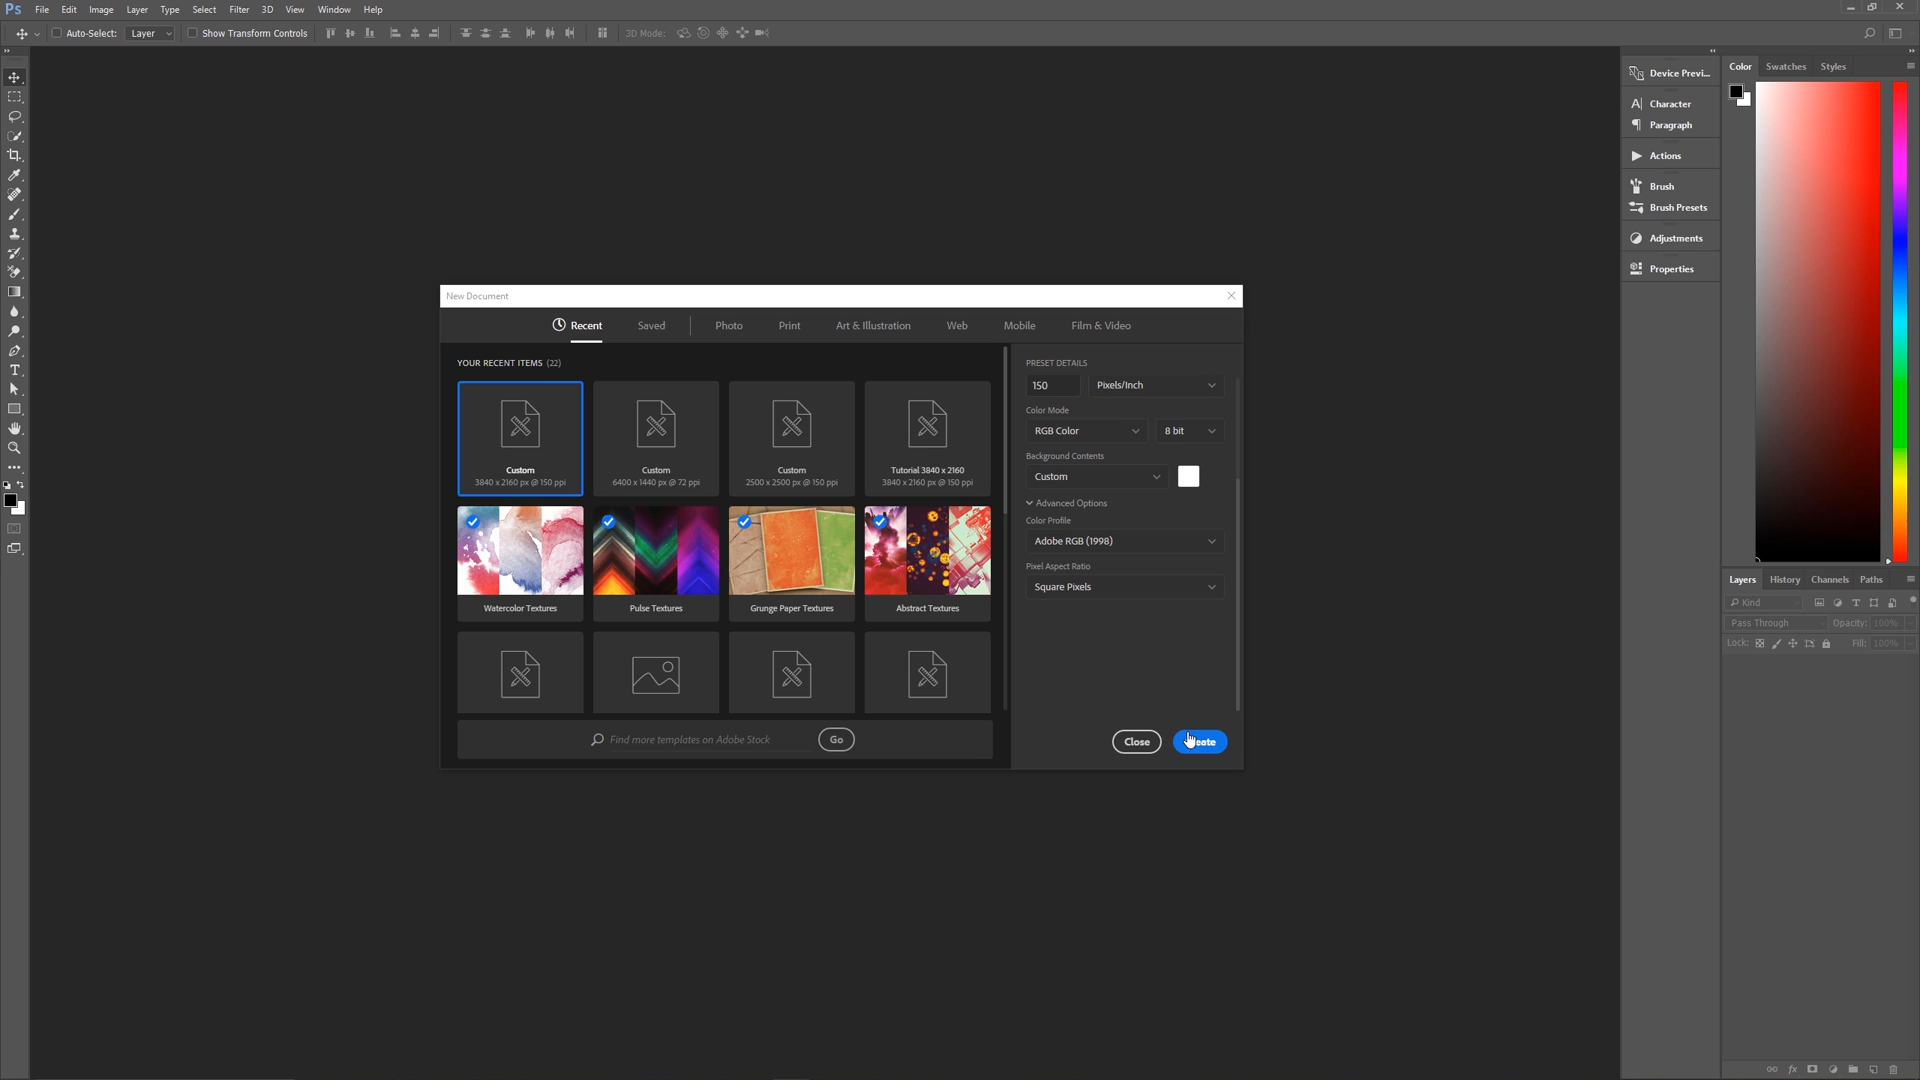 Ps File Edit Image Layer Type Select Filter 3D View Window Help
Auto-Select: Layer Show Transform Controls 3D Mode:
Device Previ...
Character
Paragraph
Actions
Brush
Brush Presets
Adjustments
Properties
Color Swatches Styles
New Document
Recent Saved Photo Print Art & Illustration Web Mobile Film & Video
YOUR RECENT ITEMS (22)
Custom
3840 x 2160 px @ 150 ppi
Custom
6400 x 1440 px @ 72 ppi
Custom
2500 x 2500 px @ 150 ppi
Tutorial 3840 x 2160
3840 x 2160 px @ 150 ppi
Watercolor Textures
Pulse Textures
Grunge Paper Textures
Abstract Textures
Find more templates on Adobe Stock Go
PRESET DETAILS
150 Pixels/Inch
Color Mode
RGB Color 8 bit
Background Contents
Custom
Advanced Options
Color Profile
Adobe RGB (1998)
Pixel Aspect Ratio
Square Pixels
Close
Layers History Channels Paths
Kind
Pass Through Opacity: 100%
Lock: Fill: 100%
fx